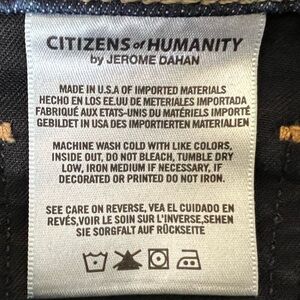 CITIZENS of HUMANITY
by JEROME DAHAN
MADE IN U.S.A OF IMPORTED MATERIALS
HECHO EN LOS EE.UU DE METERIALES IMPORTADA
FABRIQUÉ AUX ETATS-UNIS DU MATÉRIELS IMPORTÉ
GEBILDET IN USA DES IMPORTIERTEN MATERIALIEN
MACHINE WASH COLD WITH LIKE COLORS,
INSIDE OUT, DO NOT BLEACH, TUMBLE DRY
LOW, IRON MEDIUM IF NECESSARY, IF
DECORATED OR PRINTED DO NOT IRON.
SEE CARE ON REVERSE, VEA EL CUIDADO EN
REVÉS,VOIR LE SOIN SUR L'INVERSE,SEHEN
SIE SORGFALT AUF RÜCKSEITE